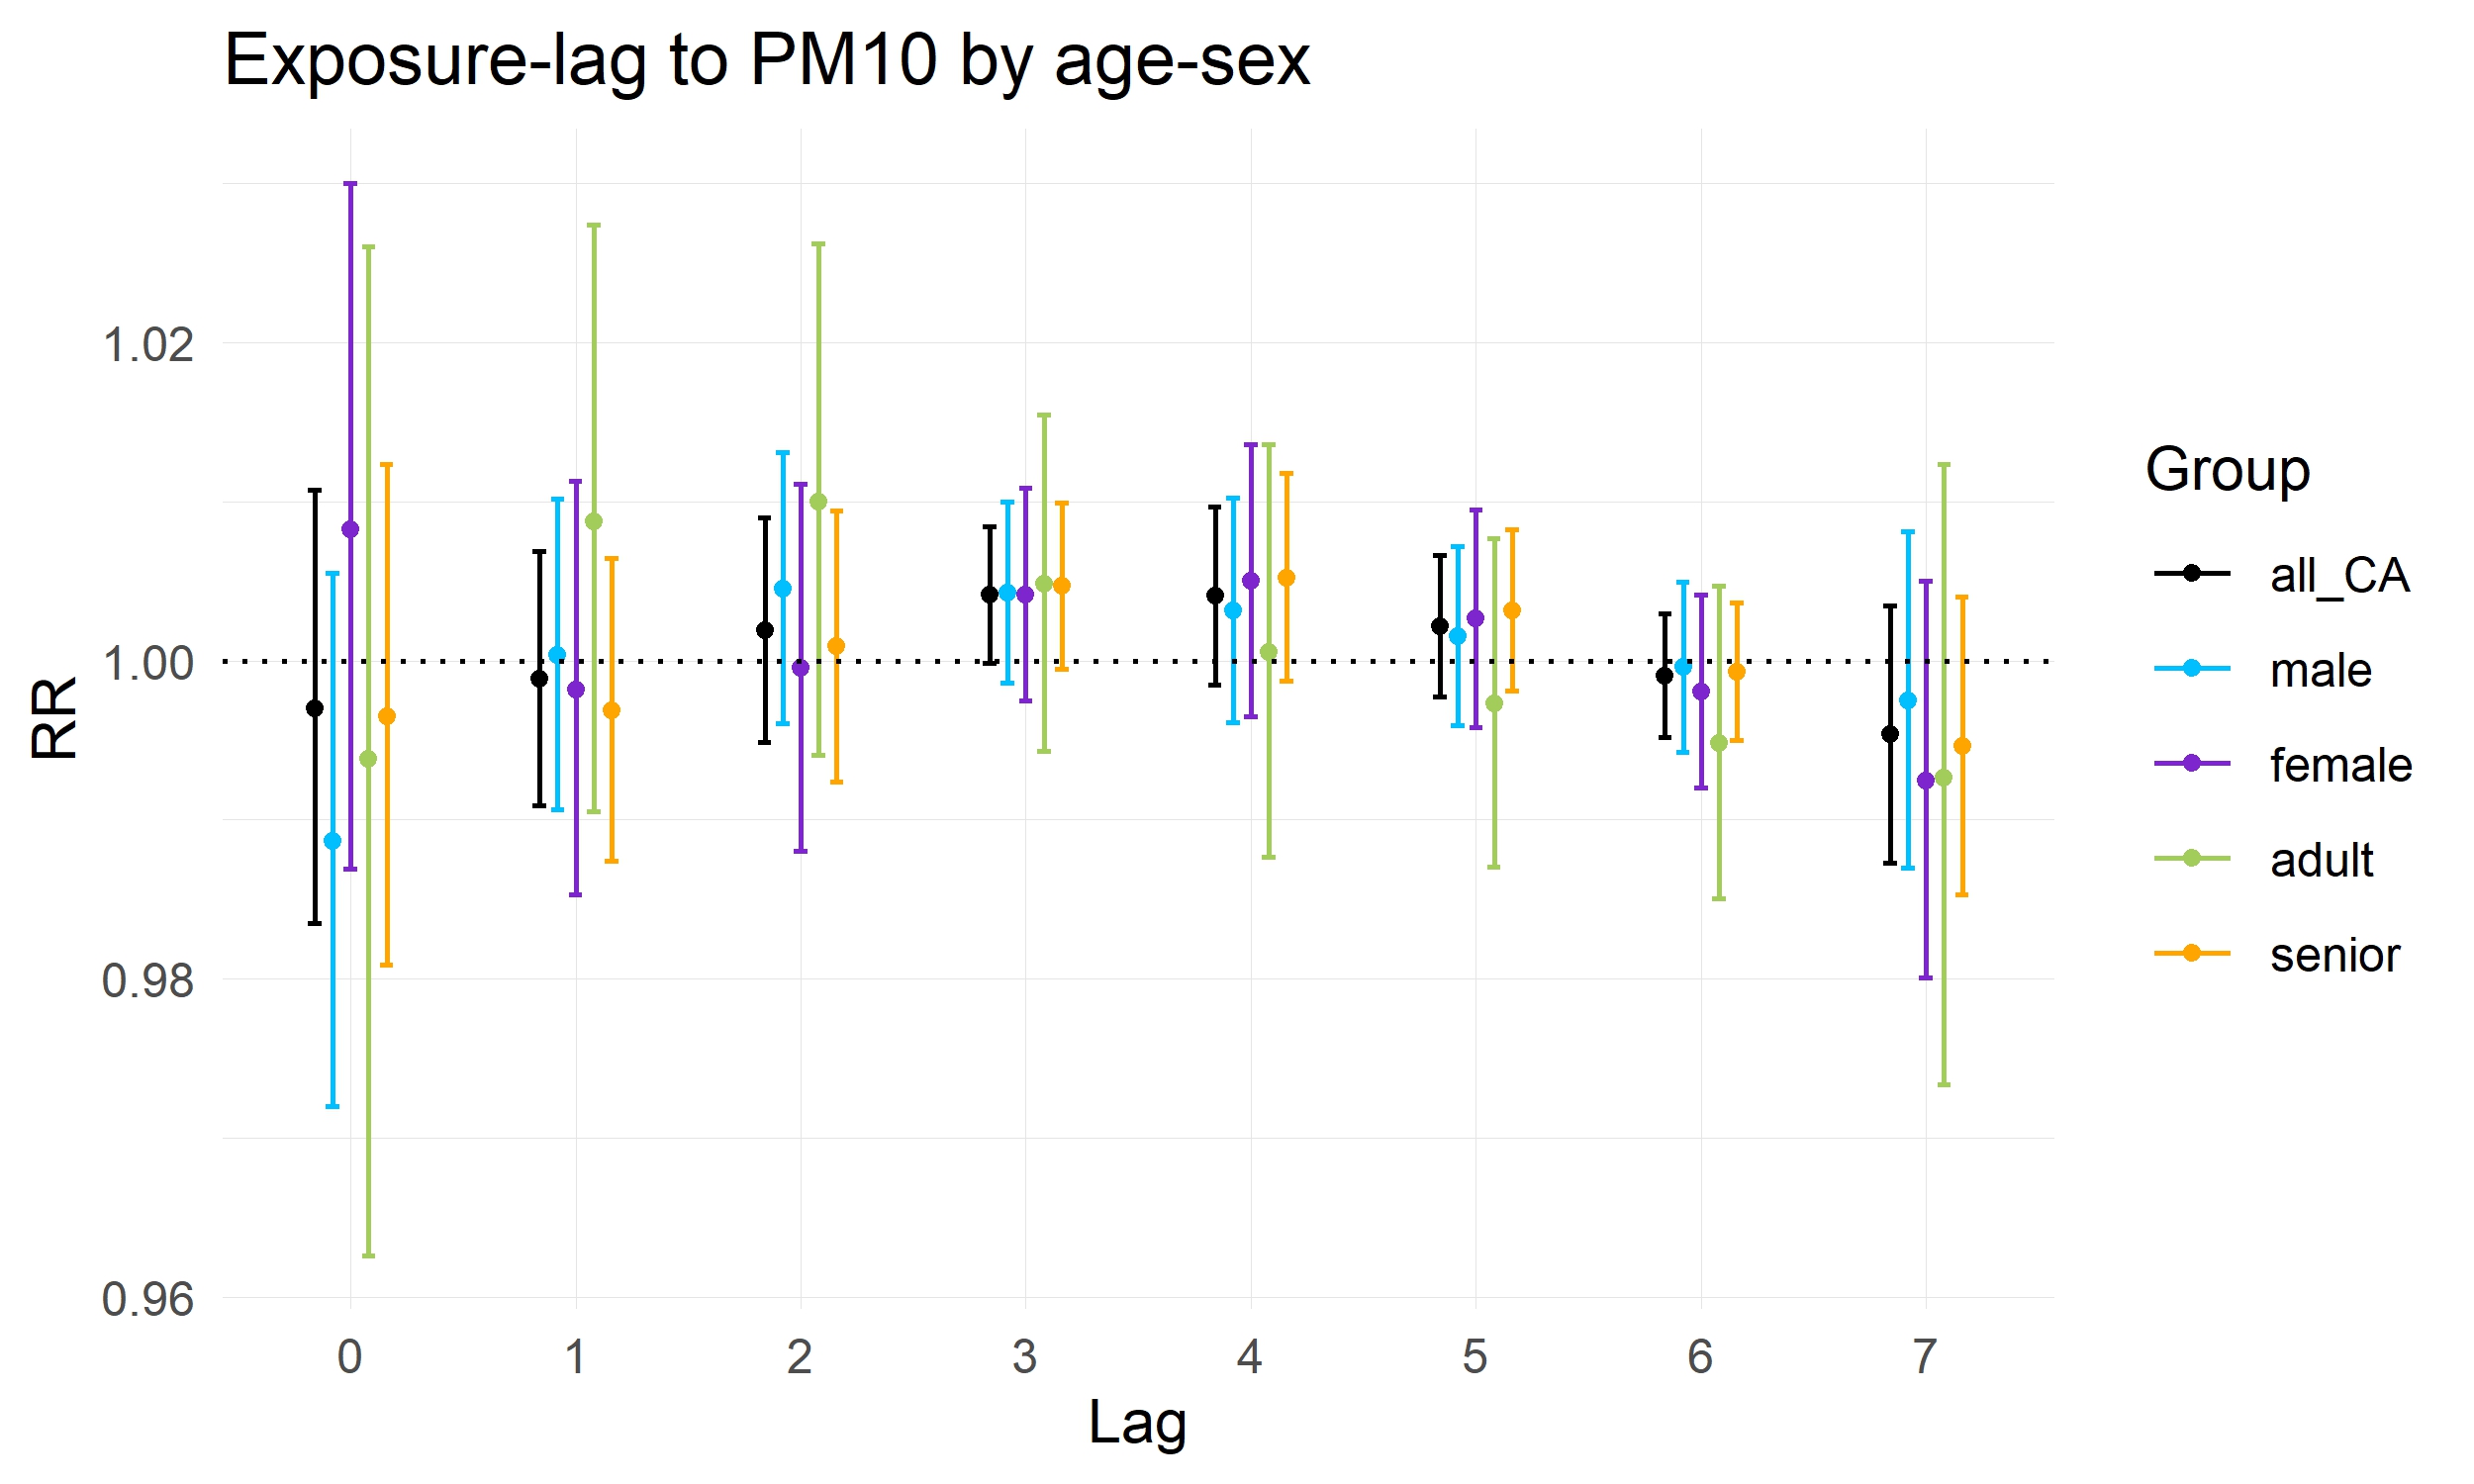 Exposure-lag to PM10 by age-sex
RR
1.02
1.00
0.98
0.96
0 1 2 3 4 5 6 7
Lag
Group
all_CA
male
female
adult
senior